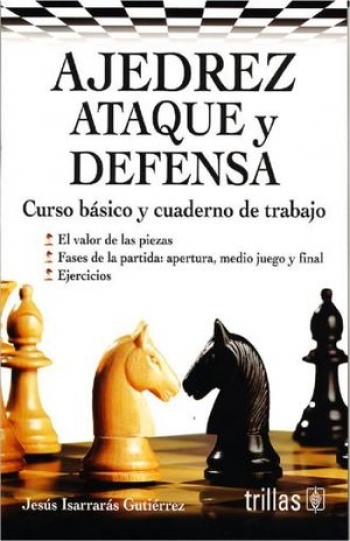 AJEDREZ
ATAQUE y
DEFENSA
Curso básico y cuaderno de trabajo
El valor de las piezas
Fases de la partida: apertura, medio juego y final
Ejercicios
Jesús Isarrarás Gutiérrez
trillas